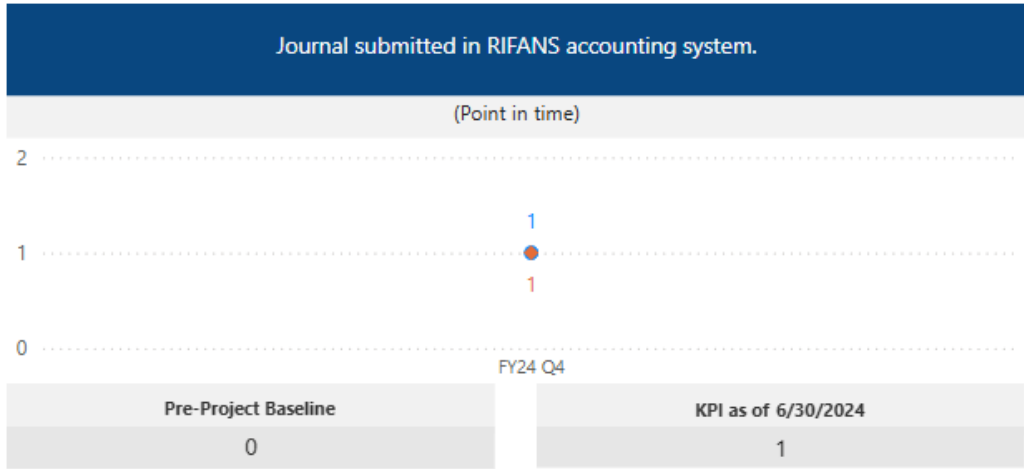 Journal submitted in RIFANS accounting system.
(Point in time)
2
1
1
1
0
FY24 Q4
Pre-Project Baseline
KPI as of 6/30/2024
0
1